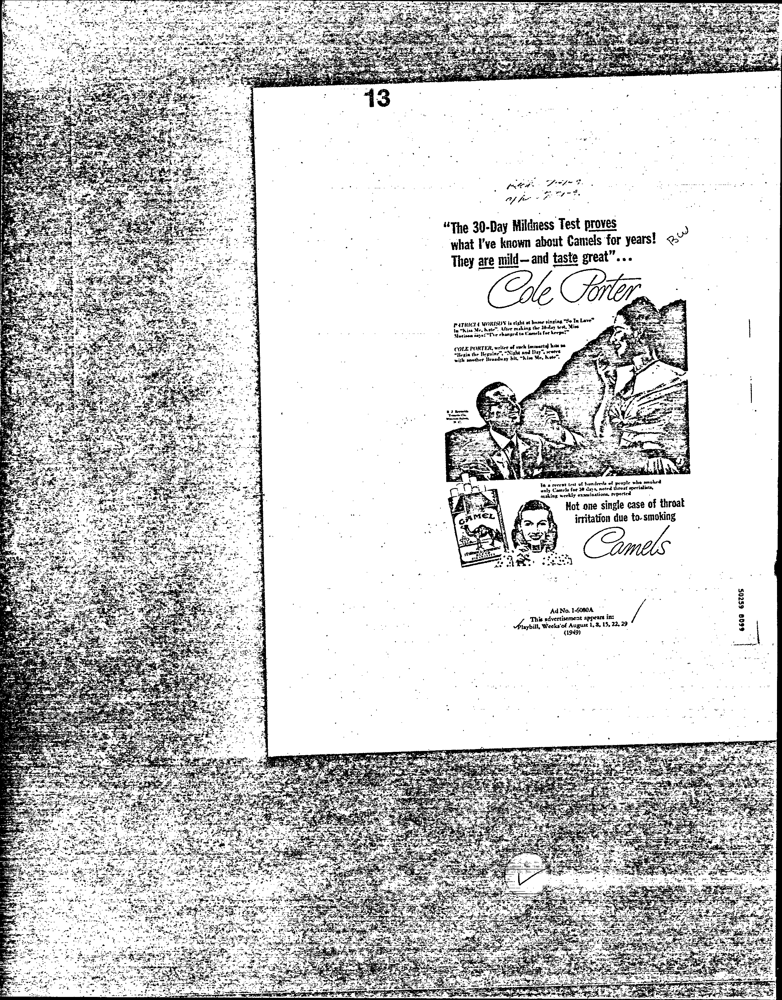 13
"The 30-Day Mildness Test proves
what I've known about Camels for years!
They are mild—and taste great"...
BW
Cole Porter
PATRICIA MORISON is right at home singing "So In Love"
in "Kiss Me, Kate". After making the 30-day test, Miss
Morison says: "I've changed to Camels for keeps!"
COLE PORTER, writer of such immortal hits as
"Begin the Beguine", "Night and Day", scores
with another Broadway hit, "Kiss Me, Kate".
R. J. Reynolds
Tobacco Co.
In a recent test of hundreds of people who smoked
only Camels for 30 days, noted throat specialists,
making weekly examinations, reported
Not one single case of throat
irritation due to smoking
CAMEL
Camels
Ad No. 1-6080A
This advertisement appears in:
Playbill, Weeks of August 1, 8, 15, 22, 29
(1949)
50259 8099